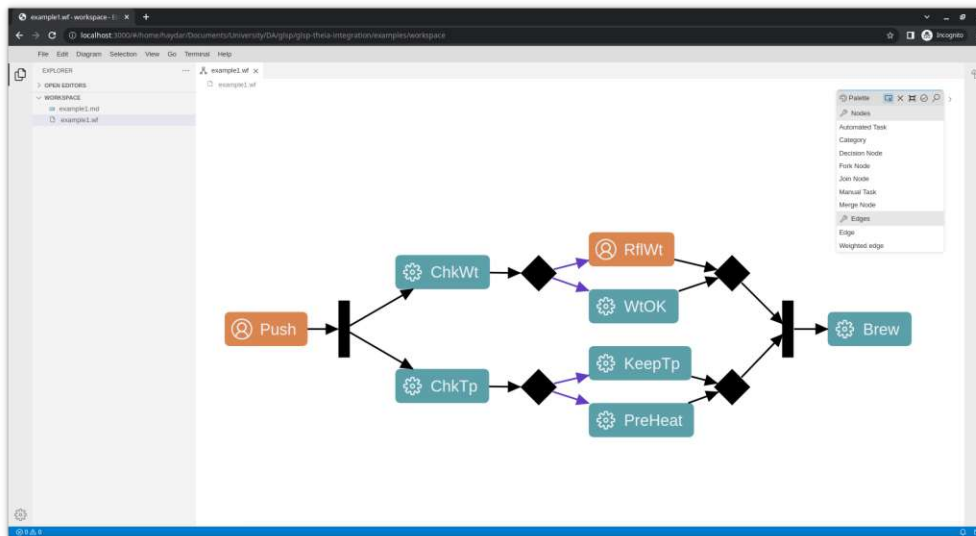 example1.wf - workspace - E
localhost:3000/#/home/haydar/Documents/University/DA/glsp/glsp-theia-integration/examples/workspace
Incognito
File Edit Diagram Selection View Go Terminal Help
EXPLORER
example1.wf
OPEN EDITORS
example1.wf
WORKSPACE
example1.md
example1.wf
Palette
Nodes
Automated Task
Category
Decision Node
Fork Node
Join Node
Manual Task
Merge Node
Edges
Edge
Weighted edge
RflWt
ChkWt
WtOK
Push
Brew
KeepTp
ChkTp
PreHeat
0 0